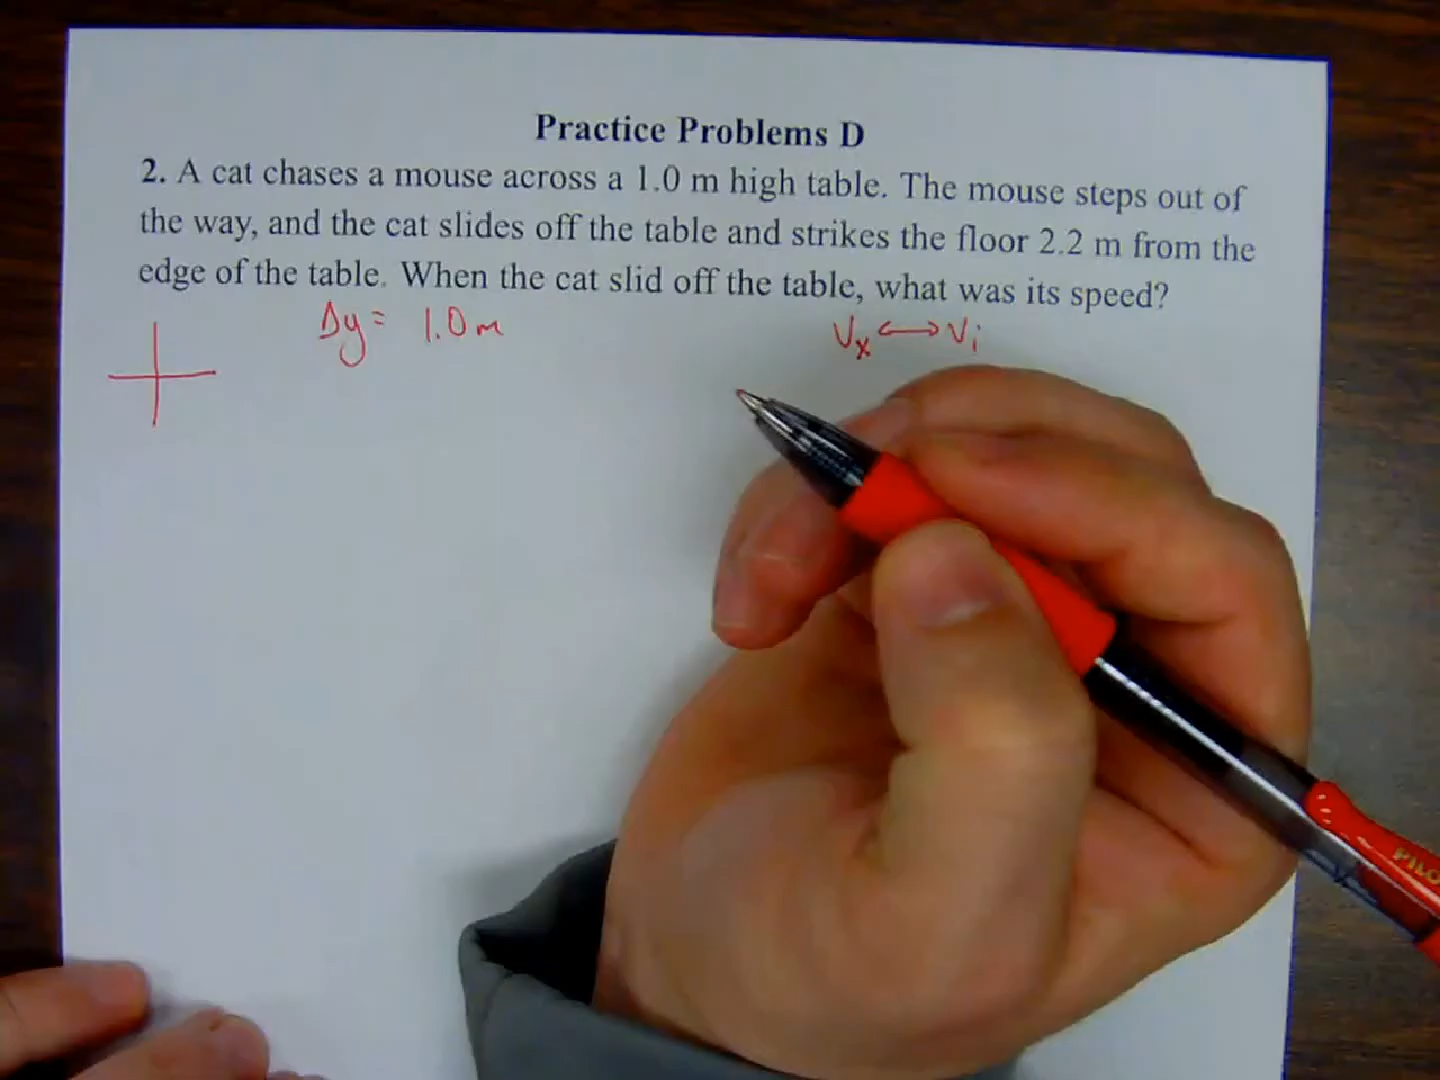 Practice Problems D
2. A cat chases a mouse across a 1.0 m high table. The mouse steps out of
the way, and the cat slides off the table and strikes the floor 2.2 m from the
edge of the table. When the cat slid off the table, what was its speed?
Δy = 1.0 m
Vx ↔ Vi
PILO